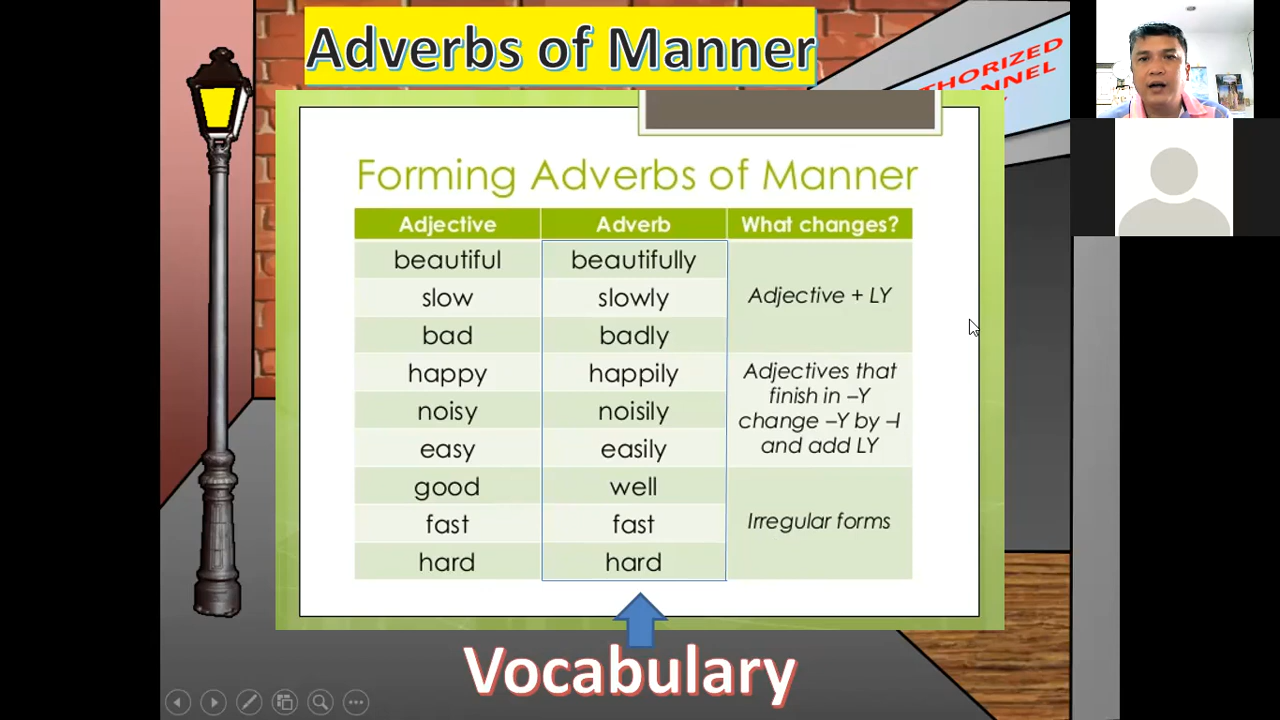 Adverbs of Manner
THORIZED
NNEL
Forming Adverbs of Manner
Adjective Adverb What changes?
beautiful beautifully
slow slowly Adjective + LY
bad badly
happy happily Adjectives that
finish in –Y
noisy noisily change –Y by –I
easy easily and add LY
good well
fast fast Irregular forms
hard hard
Vocabulary